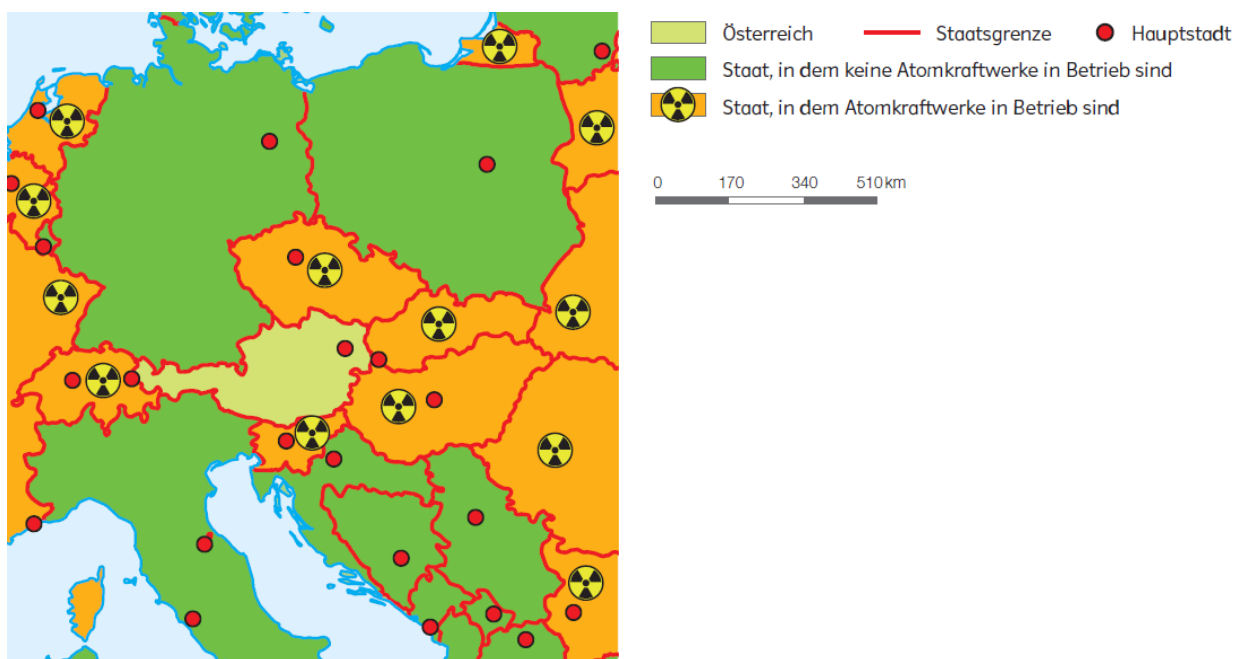 Österreich Staatsgrenze Hauptstadt
Staat, in dem keine Atomkraftwerke in Betrieb sind
Staat, in dem Atomkraftwerke in Betrieb sind
0 170 340 510 km